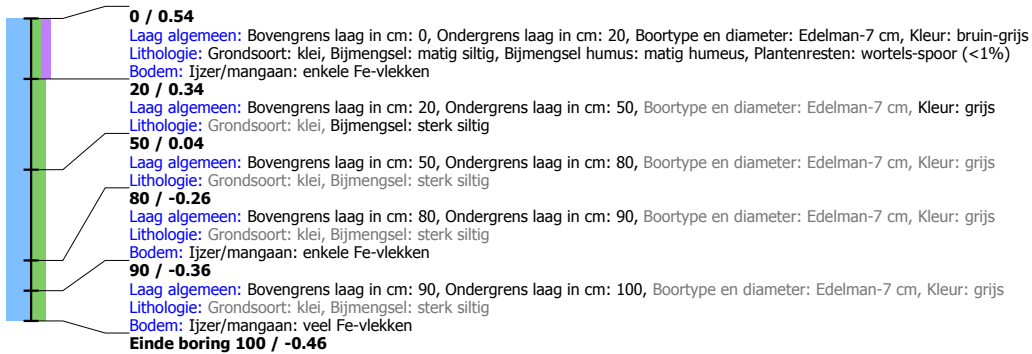 0 / 0.54
Laag algemeen: Bovengrens laag in cm: 0, Ondergrens laag in cm: 20, Boortype en diameter: Edelman-7 cm, Kleur: bruin-grijs
Lithologie: Grondsoort: klei, Bijmengsel: matig siltig, Bijmengsel humus: matig humeus, Plantenresten: wortels-spoor (<1%)
Bodem: Ijzer/mangaan: enkele Fe-vlekken
20 / 0.34
Laag algemeen: Bovengrens laag in cm: 20, Ondergrens laag in cm: 50, Boortype en diameter: Edelman-7 cm, Kleur: grijs
Lithologie: Grondsoort: klei, Bijmengsel: sterk siltig
50 / 0.04
Laag algemeen: Bovengrens laag in cm: 50, Ondergrens laag in cm: 80, Boortype en diameter: Edelman-7 cm, Kleur: grijs
Lithologie: Grondsoort: klei, Bijmengsel: sterk siltig
80 / -0.26
Laag algemeen: Bovengrens laag in cm: 80, Ondergrens laag in cm: 90, Boortype en diameter: Edelman-7 cm, Kleur: grijs
Lithologie: Grondsoort: klei, Bijmengsel: sterk siltig
Bodem: Ijzer/mangaan: enkele Fe-vlekken
90 / -0.36
Laag algemeen: Bovengrens laag in cm: 90, Ondergrens laag in cm: 100, Boortype en diameter: Edelman-7 cm, Kleur: grijs
Lithologie: Grondsoort: klei, Bijmengsel: sterk siltig
Bodem: Ijzer/mangaan: veel Fe-vlekken
Einde boring 100 / -0.46